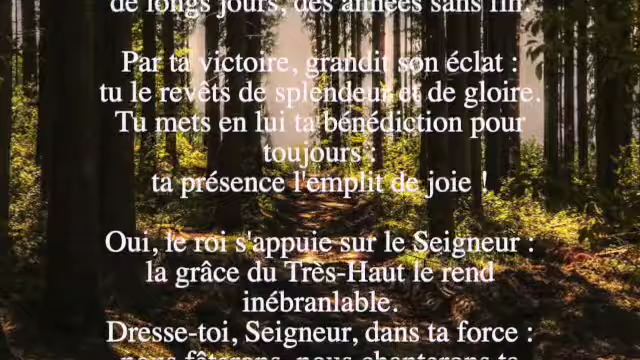 de longs jours, des années sans fin.
Par ta victoire, grandit son éclat :
tu le revêts de splendeur et de gloire.
Tu mets en lui ta bénédiction pour
toujours :
ta présence l'emplit de joie !
Oui, le roi s'appuie sur le Seigneur :
la grâce du Très-Haut le rend
inébranlable.
Dresse-toi, Seigneur, dans ta force :
nous fêterons, nous chanterons ta